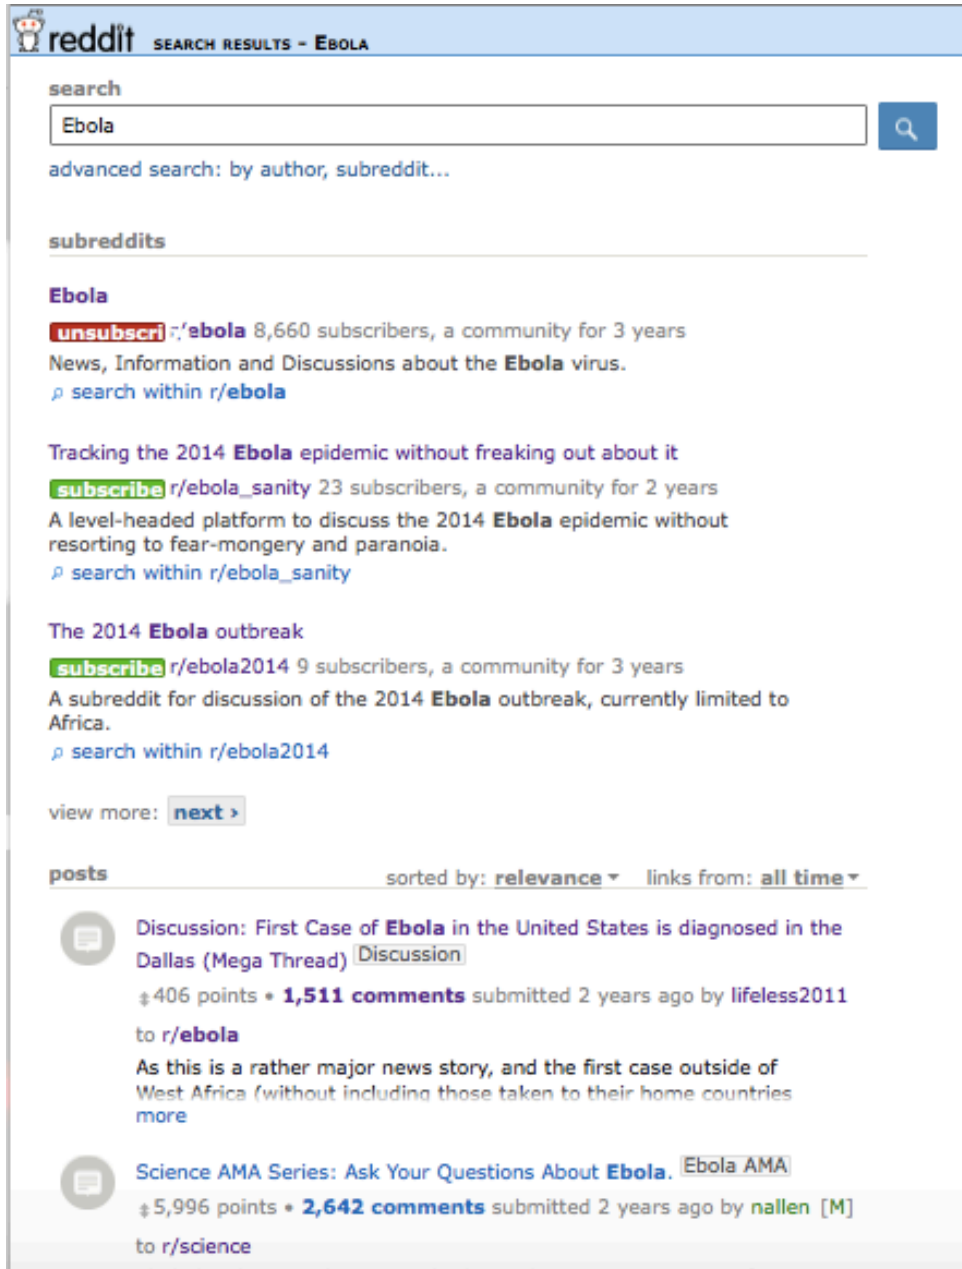 reddit SEARCH RESULTS - EBOLA
search
Ebola
advanced search: by author, subreddit...
subreddits
Ebola
unsubscri r/ebola 8,660 subscribers, a community for 3 years
News, Information and Discussions about the Ebola virus.
search within r/ebola
Tracking the 2014 Ebola epidemic without freaking out about it
subscribe r/ebola_sanity 23 subscribers, a community for 2 years
A level-headed platform to discuss the 2014 Ebola epidemic without
resorting to fear-mongery and paranoia.
search within r/ebola_sanity
The 2014 Ebola outbreak
subscribe r/ebola2014 9 subscribers, a community for 3 years
A subreddit for discussion of the 2014 Ebola outbreak, currently limited to
Africa.
search within r/ebola2014
view more: next ›
posts sorted by: relevance links from: all time
Discussion: First Case of Ebola in the United States is diagnosed in the
Dallas (Mega Thread) Discussion
406 points • 1,511 comments submitted 2 years ago by lifeless2011
to r/ebola
As this is a rather major news story, and the first case outside of
West Africa (without including those taken to their home countries
more
Science AMA Series: Ask Your Questions About Ebola. Ebola AMA
5,996 points • 2,642 comments submitted 2 years ago by nallen [M]
to r/science